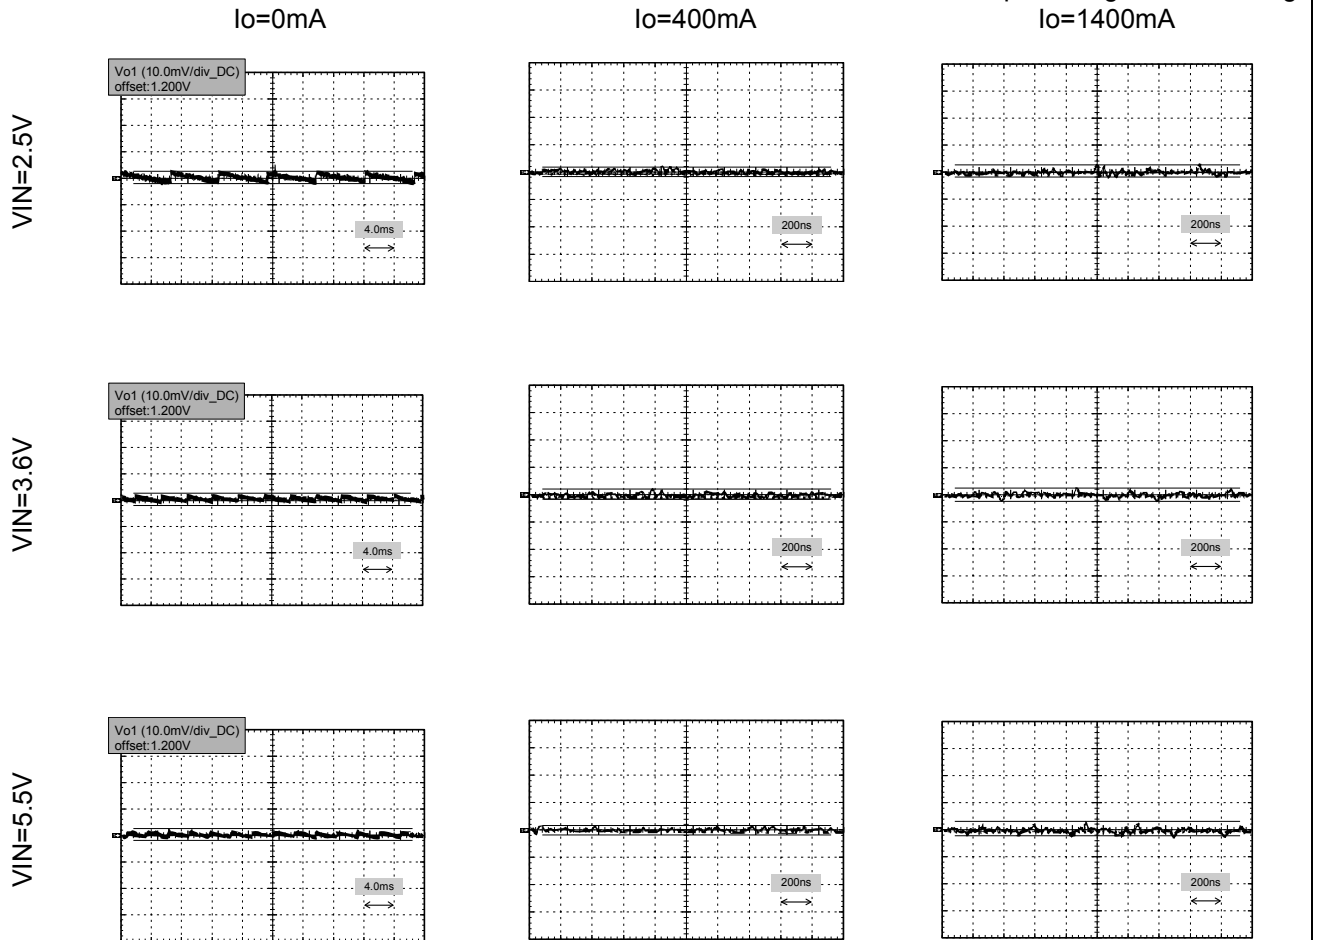 Io=0mA
Io=400mA
Io=1400mA
VIN=2.5V
Vo1 (10.0mV/div_DC)
offset:1.200V
4.0ms
200ns
200ns
VIN=3.6V
Vo1 (10.0mV/div_DC)
offset:1.200V
4.0ms
200ns
200ns
VIN=5.5V
Vo1 (10.0mV/div_DC)
offset:1.200V
4.0ms
200ns
200ns